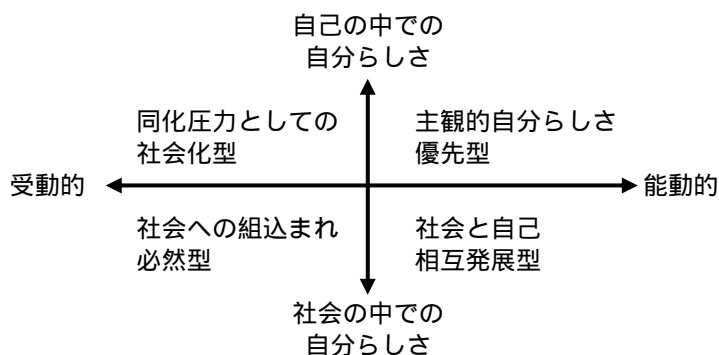 自己の中での
自分らしさ
同化圧力としての
社会化型
主観的自分らしさ
優先型
受動的
能動的
社会への組込まれ
必然型
社会と自己
相互発展型
社会の中での
自分らしさ